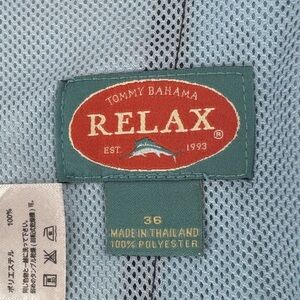 TOMMY BAHAMA
RELAX®
EST. 1993
36
MADE IN THAILAND
100% POLYESTER
100%
ポリエステル